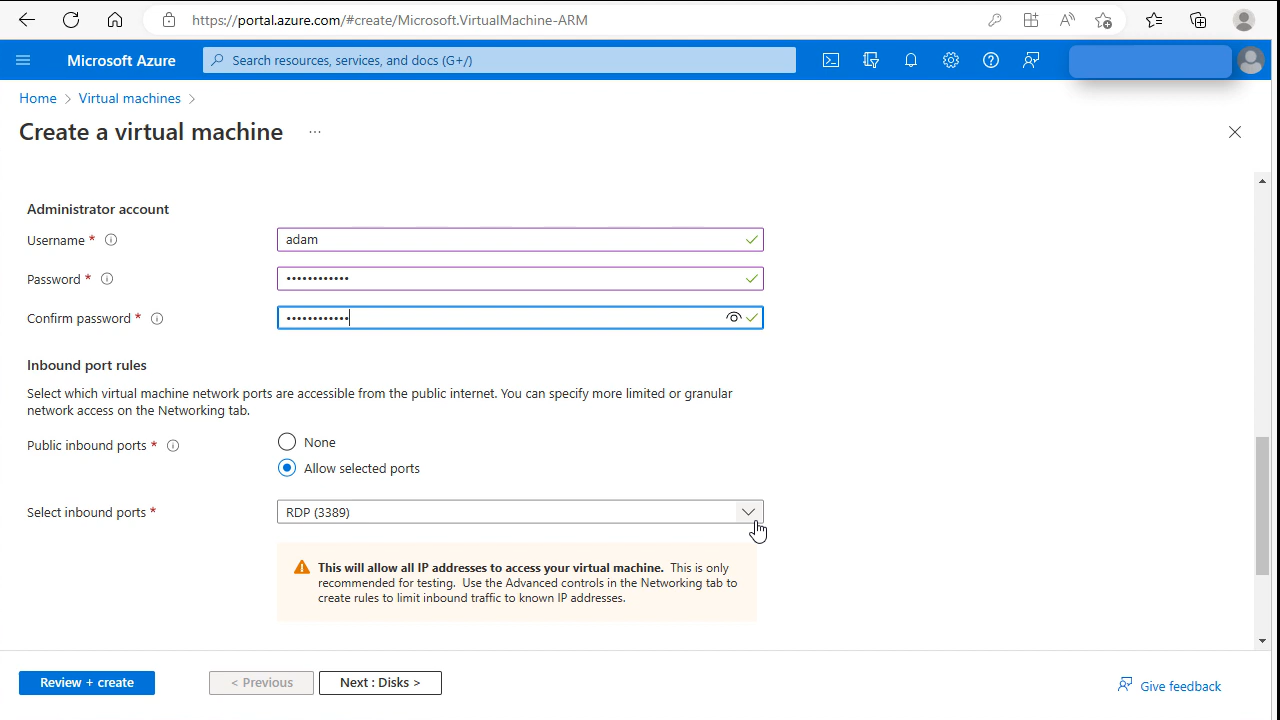 https://portal.azure.com/#create/Microsoft.VirtualMachine-ARM
Microsoft Azure
Search resources, services, and docs (G+/)
Home > Virtual machines >
Create a virtual machine ...
Administrator account
Username *
adam
Password *
••••••••••••
Confirm password *
••••••••••••
Inbound port rules
Select which virtual machine network ports are accessible from the public internet. You can specify more limited or granular
network access on the Networking tab.
Public inbound ports *
None
Allow selected ports
Select inbound ports *
RDP (3389)
This will allow all IP addresses to access your virtual machine. This is only
recommended for testing. Use the Advanced controls in the Networking tab to
create rules to limit inbound traffic to known IP addresses.
Review + create
< Previous
Next : Disks >
Give feedback